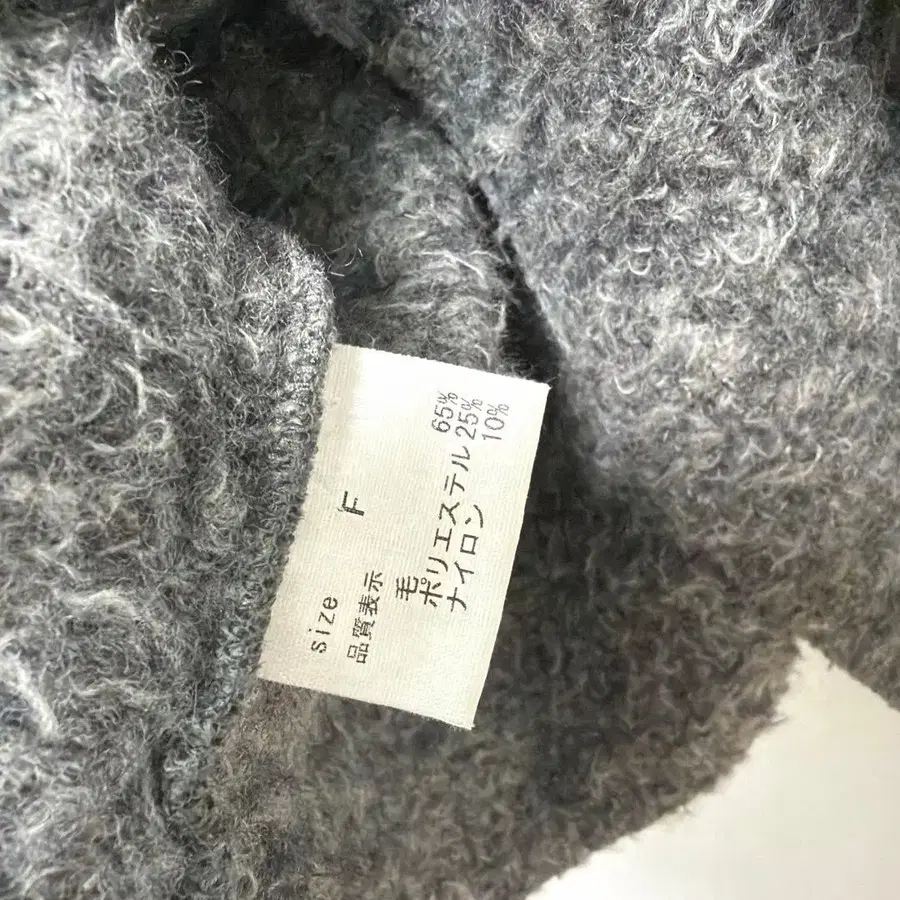 size F
品質表示
毛 65%
ポリエステル 25%
ナイロン 10%